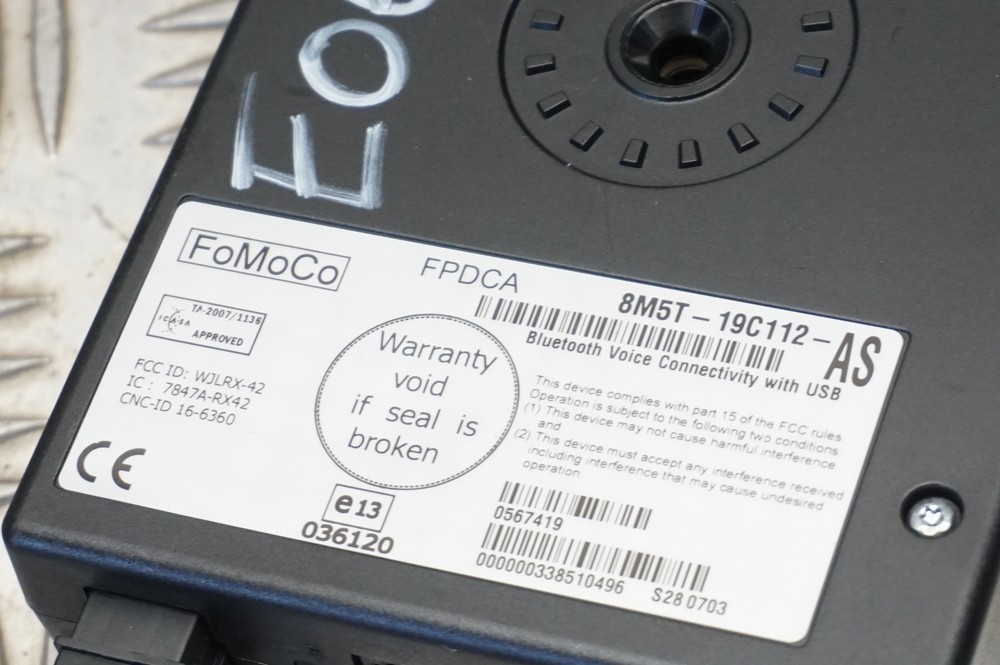 FoMoCo
FPDCA
8M5T-19C112-AS
Bluetooth Voice Connectivity with USB
ICASA
TA-2007/1136
APPROVED
FCC ID: WJLRX-42
IC : 7847A-RX42
CNC-ID 16-6360
CE
Warranty
void
if seal is
broken
This device complies with part 15 of the FCC rules
Operation is subject to the following two conditions
(1) This device may not cause harmful interference
and
(2) This device must accept any interference received
including interference that may cause undesired
operation.
e13
036120
0567419
000000338510496
S28 0703